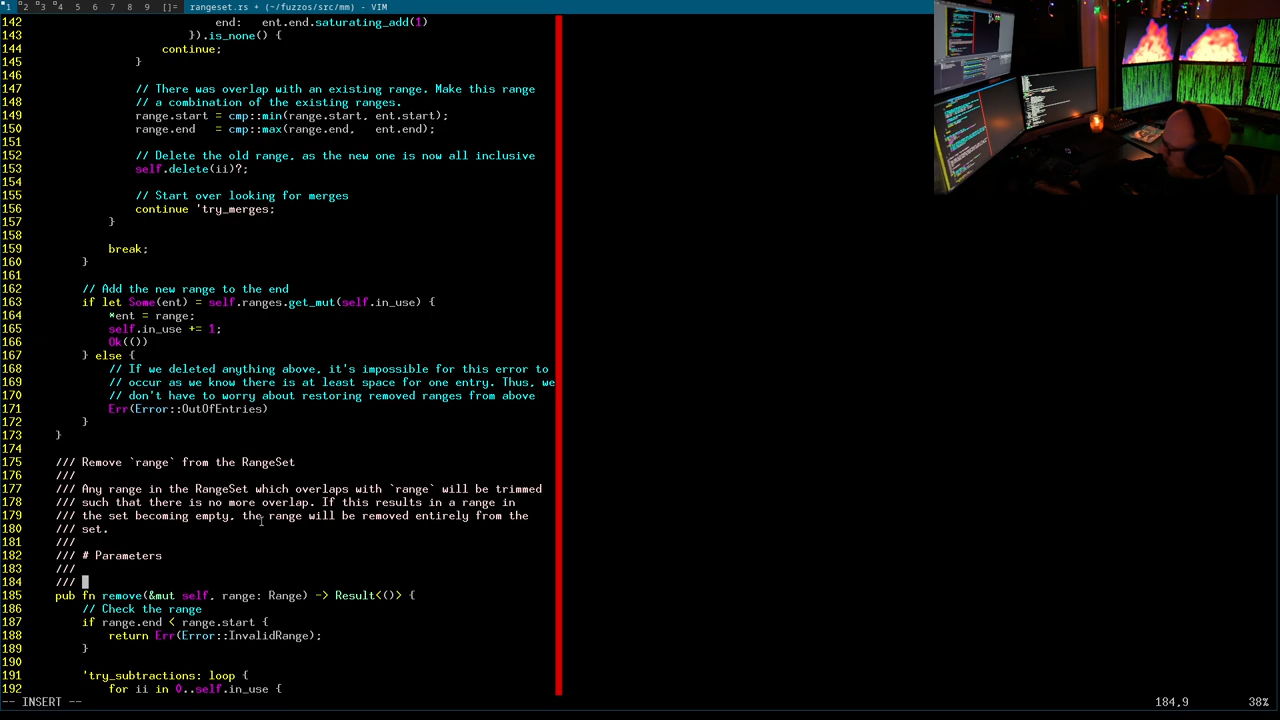 1 2 3 4 5 6 7 8 9 []= rangeset.rs + (~/fuzzos/src/mm) - VIM
142                             end:   ent.end.saturating_add(1)
143                         }).is_none() {
144                     continue;
145                 }
146
147                 // There was overlap with an existing range. Make this range
148                 // a combination of the existing ranges.
149                 range.start = cmp::min(range.start, ent.start);
150                 range.end   = cmp::max(range.end,   ent.end);
151
152                 // Delete the old range, as the new one is now all inclusive
153                 self.delete(ii)?;
154
155                 // Start over looking for merges
156                 continue 'try_merges;
157             }
158
159             break;
160         }
161
162         // Add the new range to the end
163         if let Some(ent) = self.ranges.get_mut(self.in_use) {
164             *ent = range;
165             self.in_use += 1;
166             Ok(())
167         } else {
168             // If we deleted anything above, it's impossible for this error to
169             // occur as we know there is at least space for one entry. Thus, we
170             // don't have to worry about restoring removed ranges from above
171             Err(Error::OutOfEntries)
172         }
173     }
174
175     /// Remove `range` from the RangeSet
176     ///
177     /// Any range in the RangeSet which overlaps with `range` will be trimmed
178     /// such that there is no more overlap. If this results in a range in
179     /// the set becoming empty, the range will be removed entirely from the
180     /// set.
181     ///
182     /// # Parameters
183     ///
184     ///
185     pub fn remove(&mut self, range: Range) -> Result<()> {
186         // Check the range
187         if range.end < range.start {
188             return Err(Error::InvalidRange);
189         }
190
191         'try_subtractions: loop {
192             for ii in 0..self.in_use {
-- INSERT -- 184,9 38%